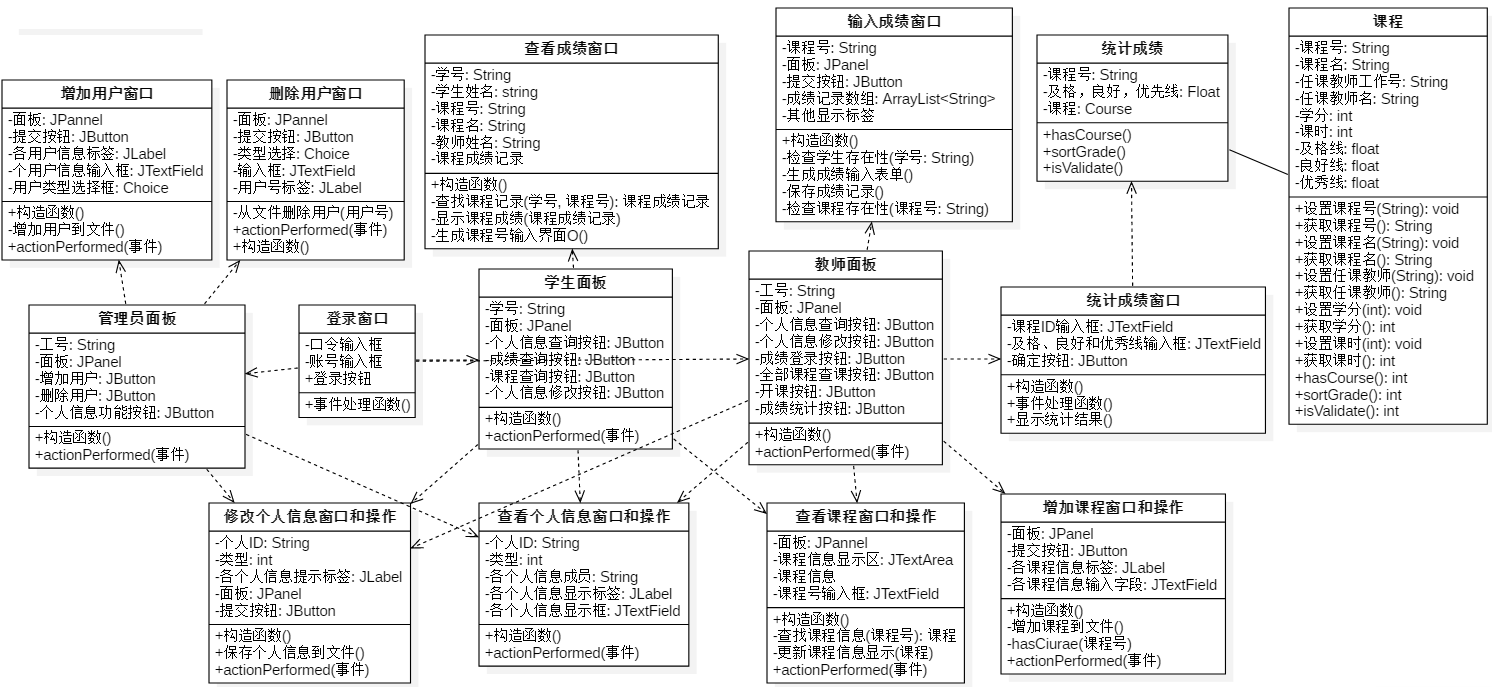 增加用户窗口
-面板: JPannel
-提交按钮: JButton
-各用户信息标签: JLabel
-个用户信息输入框: JTextField
-用户类型选择框: Choice
+构造函数()
-增加用户到文件()
+actionPerformed(事件)
删除用户窗口
-面板: JPannel
-提交按钮: JButton
-类型选择: Choice
-输入框: JTextField
-用户号标签: JLabel
-从文件删除用户(用户号)
+actionPerformed(事件)
+构造函数()
查看成绩窗口
-学号: String
-学生姓名: string
-课程号: String
-课程名: String
-教师姓名: String
-课程成绩记录
+构造函数()
-查找课程记录(学号, 课程号): 课程成绩记录
-显示课程成绩(课程成绩记录)
-生成课程号输入界面O()
输入成绩窗口
-课程号: String
-面板: JPanel
-提交按钮: JButton
-成绩记录数组: ArrayList<String>
-其他显示标签
+构造函数()
-检查学生存在性(学号: String)
-生成成绩输入表单()
-保存成绩记录()
-检查课程存在性(课程号: String)
统计成绩
-课程号: String
-及格，良好，优先线: Float
-课程: Course
+hasCourse()
+sortGrade()
+isValidate()
课程
-课程号: String
-课程名: String
-任课教师工作号: String
-任课教师名: String
-学分: int
-课时: int
-及格线: float
-良好线: float
-优秀线: float
+设置课程号(String): void
+获取课程号(): String
+设置课程名(String): void
+获取课程名(): String
+设置任课教师(String): void
+获取任课教师(): String
+设置学分(int): void
+获取学分(): int
+设置课时(int): void
+获取课时(): int
+hasCourse(): int
+sortGrade(): int
+isValidate(): int
管理员面板
-工号: String
-面板: JPanel
-增加用户: JButton
-删除用户: JButton
-个人信息功能按钮: JButton
+构造函数()
+actionPerformed(事件)
登录窗口
-口令输入框
-账号输入框
+登录按钮
+事件处理函数()
学生面板
-学号: String
-面板: JPanel
-个人信息查询按钮: JButton
-成绩查询按钮: JButton
-课程查询按钮: JButton
-个人信息修改按钮: JButton
+构造函数()
+actionPerformed(事件)
教师面板
-工号: String
-面板: JPanel
-个人信息查询按钮: JButton
-个人信息修改按钮: JButton
-成绩登录按钮: JButton
-全部课程查课按钮: JButton
-开课按钮: JButton
-成绩统计按钮: JButton
+构造函数()
+actionPerformed(事件)
统计成绩窗口
-课程ID输入框: JTextField
-及格、良好和优秀线输入框: JTextField
-确定按钮: JButton
+构造函数()
+事件处理函数()
+显示统计结果()
修改个人信息窗口和操作
-个人ID: String
-类型: int
-各个人信息提示标签: JLabel
-面板: JPanel
-提交按钮: JButton
+构造函数()
+保存个人信息到文件()
+actionPerformed(事件)
查看个人信息窗口和操作
-个人ID: String
-类型: int
-各个人信息成员: String
-各个人信息显示标签: JLabel
-各个人信息显示框: JTextField
+构造函数()
+actionPerformed(事件)
查看课程窗口和操作
-面板: JPannel
-课程信息显示区: JTextArea
-课程信息
-课程号输入框: JTextField
+构造函数()
-查找课程信息(课程号): 课程
-更新课程信息显示(课程)
+actionPerformed(事件)
增加课程窗口和操作
-面板: JPanel
-提交按钮: JButton
-各课程信息标签: JLabel
-各课程信息输入字段: JTextField
+构造函数()
-增加课程到文件()
-hasCiurae(课程号)
+actionPerformed(事件)